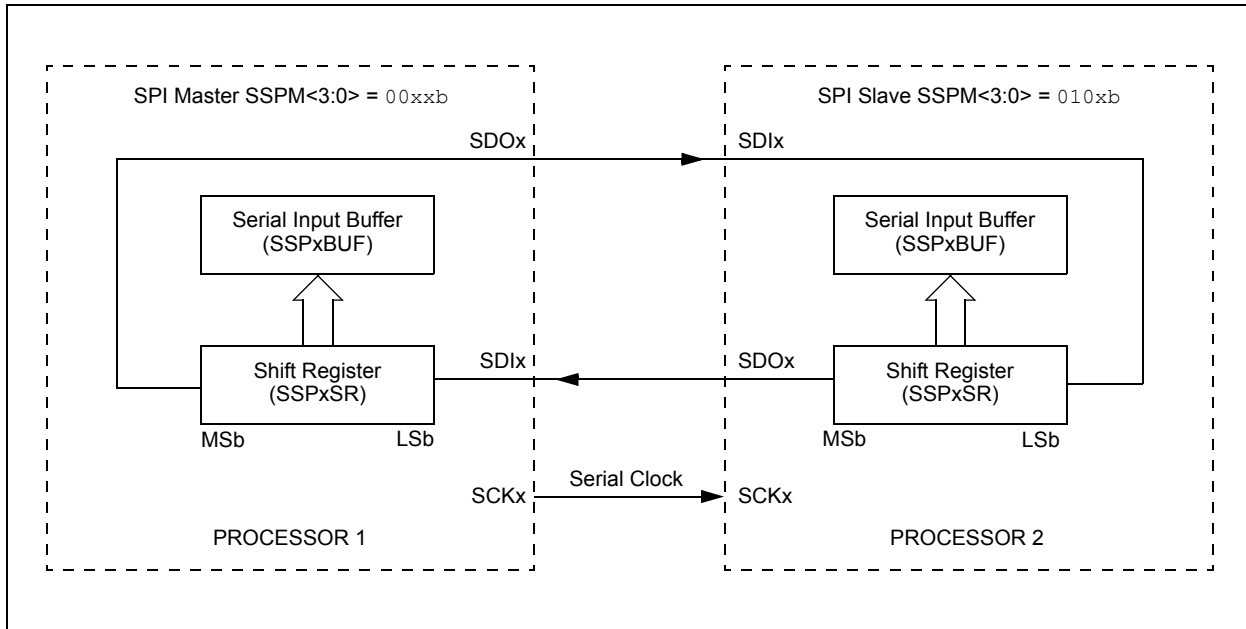 SPI Master SSPM<3:0> = 00xxb
SDOx
Serial Input Buffer
(SSPxBUF)
Shift Register
(SSPxSR)
MSb
LSb
SDIx
SCKx
PROCESSOR 1
Serial Clock
SPI Slave SSPM<3:0> = 010xb
SDIx
Serial Input Buffer
(SSPxBUF)
SDOx
Shift Register
(SSPxSR)
MSb
LSb
SCKx
PROCESSOR 2